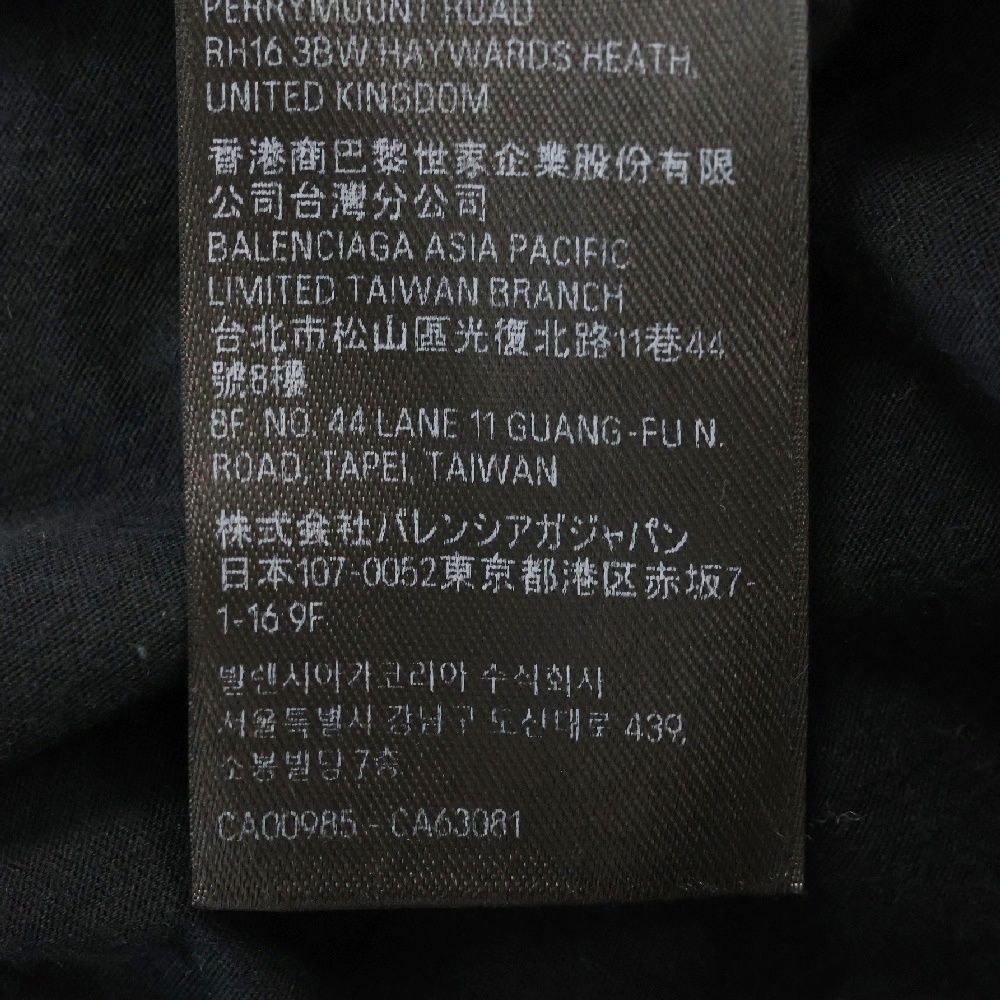 PERRYMOUNT ROAD
RH16 3BW HAYWARDS HEATH,
UNITED KINGDOM
香港商巴黎世家企業股份有限
公司台灣分公司
BALENCIAGA ASIA PACIFIC
LIMITED TAIWAN BRANCH
台北市松山區光復北路11巷44
號8樓
8F, NO. 44 LANE 11 GUANG-FU N.
ROAD, TAPEI, TAIWAN
株式会社バレンシアガジャパン
日本107-0052東京都港区赤坂7-
1-16 9F
발렌시아가코리아 주식회사
서울특별시 강남구 도산대로 439,
소봉빌딩 7층
CA00985 - CA63081